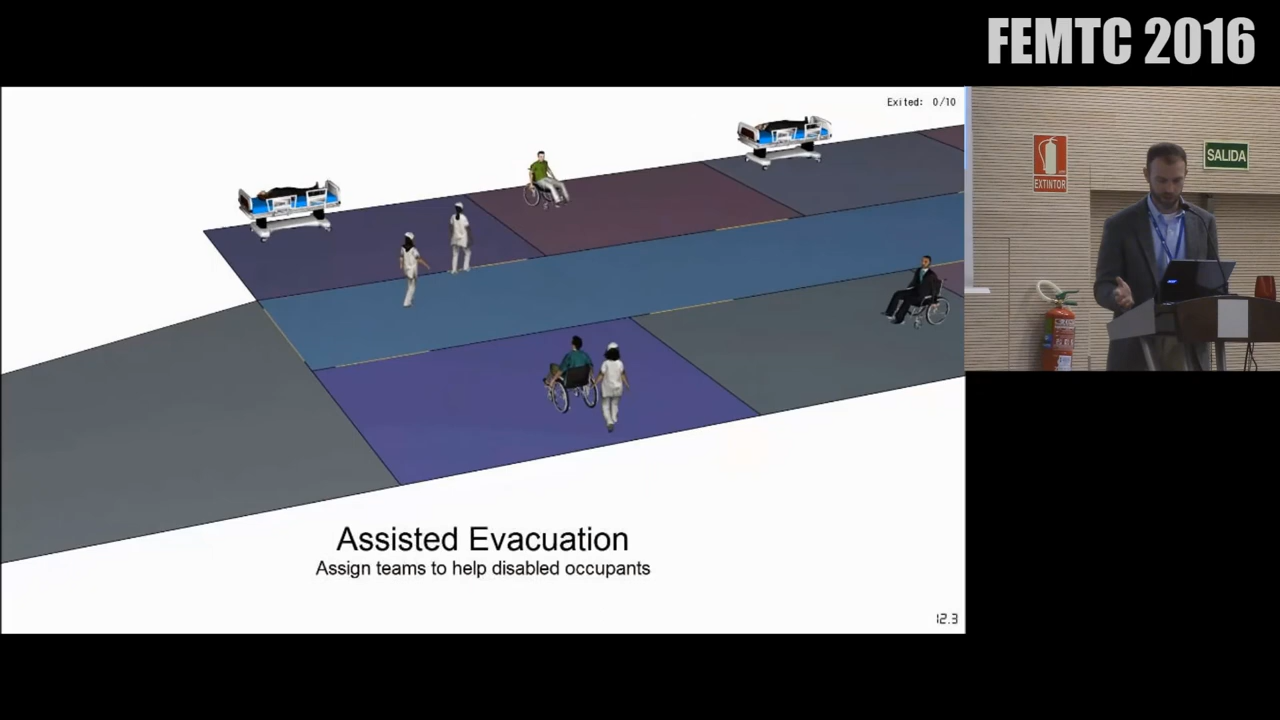 FEMTC 2016
Exited: 0/10
EXTINTOR
SALIDA
Assisted Evacuation
Assign teams to help disabled occupants
12.3